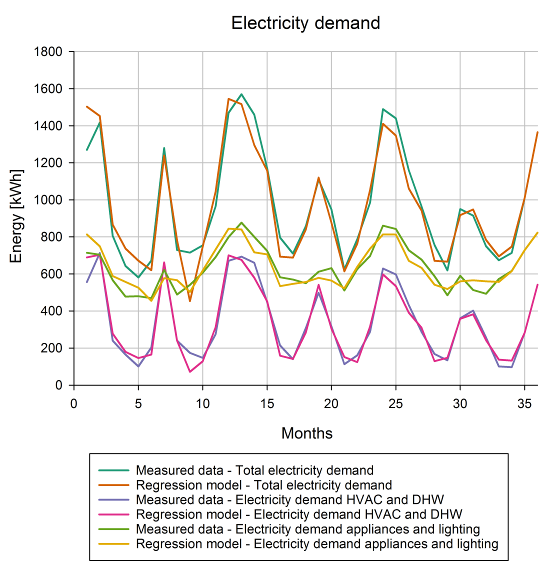 Electricity demand
1800
1600
1400
1200
1000
800
600
400
200
0
Energy [kWh]
0 5 10 15 20 25 30 35
Months
Measured data - Total electricity demand
Regression model - Total electricity demand
Measured data - Electricity demand HVAC and DHW
Regression model - Electricity demand HVAC and DHW
Measured data - Electricity demand appliances and lighting
Regression model - Electricity demand appliances and lighting